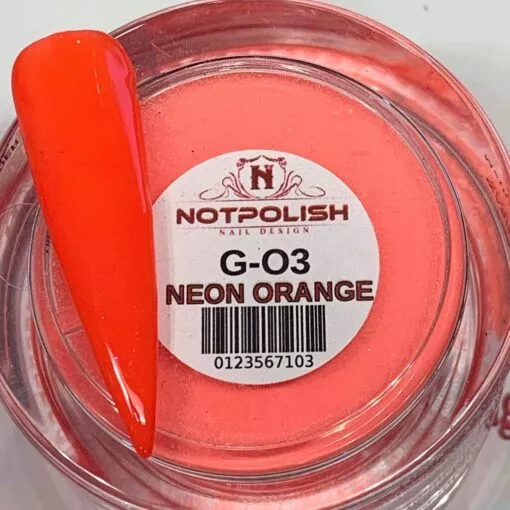 N
NOTPOLISH
NAIL DESIGN
G-O3
NEON ORANGE
0123567103